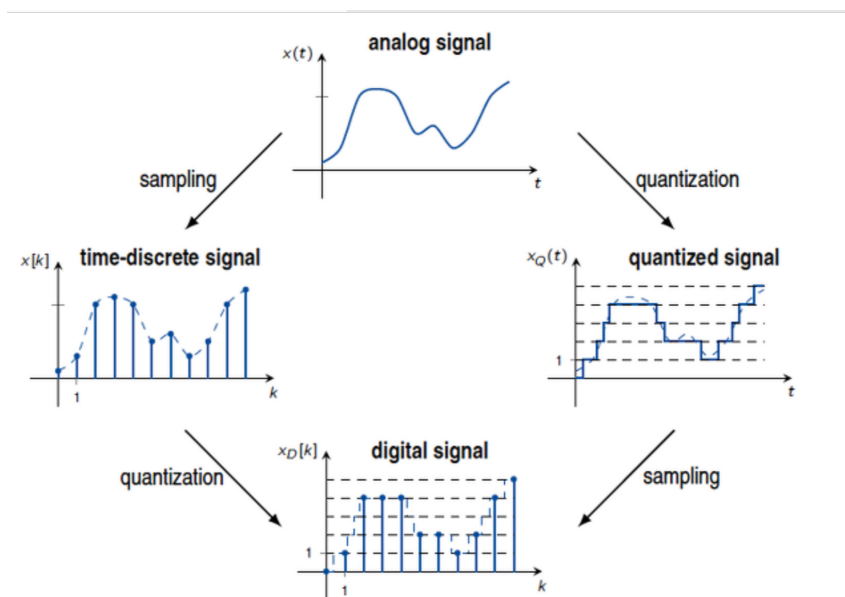 analog signal
x(t)
t
sampling
quantization
x[k]
time-discrete signal
1
k
x_Q(t)
quantized signal
1
t
quantization
sampling
x_D[k]
digital signal
1
1
k